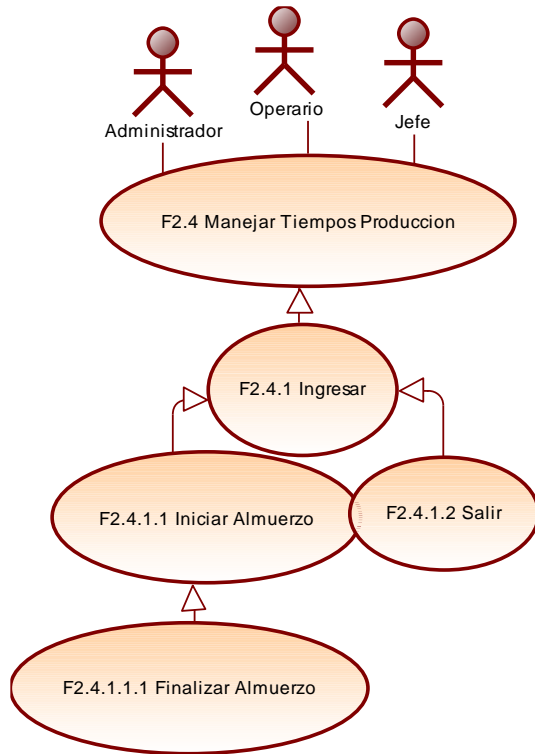 Operario
Jefe
Administrador
F2.4 Manejar Tiempos Produccion
F2.4.1 Ingresar
F2.4.1.1 Iniciar Almuerzo
F2.4.1.2 Salir
F2.4.1.1.1 Finalizar Almuerzo